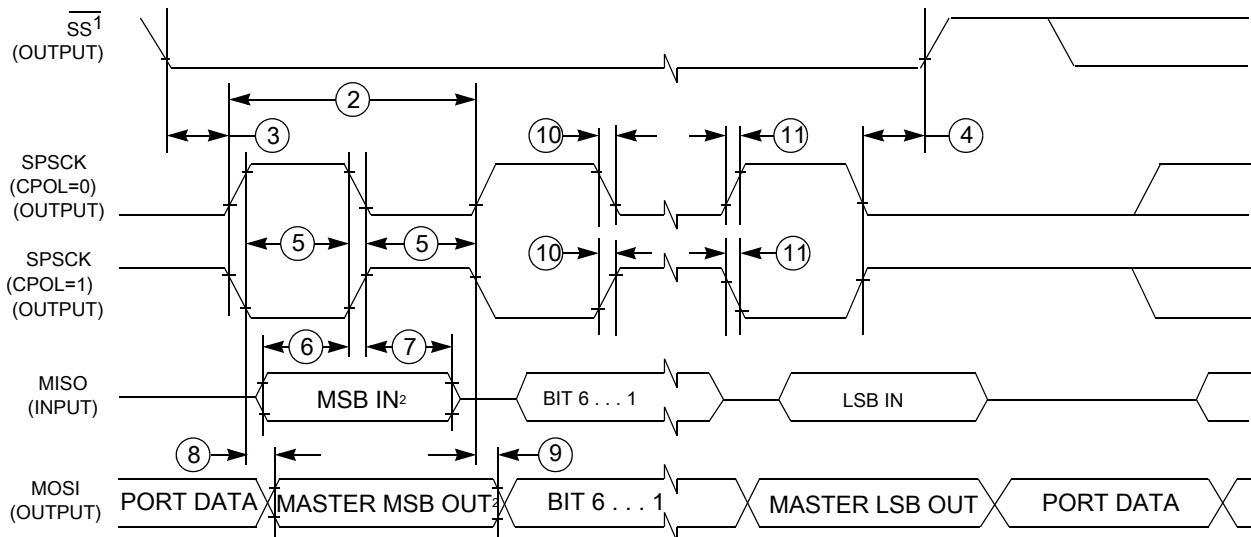 SS1
(OUTPUT)
2
3
10
11
4
SPSCK
(CPOL=0)
(OUTPUT)
5
5
SPSCK
(CPOL=1)
(OUTPUT)
10
11
6
7
MISO
(INPUT)
MSB IN2
BIT 6 . . . 1
LSB IN
8
9
MOSI
(OUTPUT)
PORT DATA
MASTER MSB OUT2
BIT 6 . . . 1
MASTER LSB OUT
PORT DATA